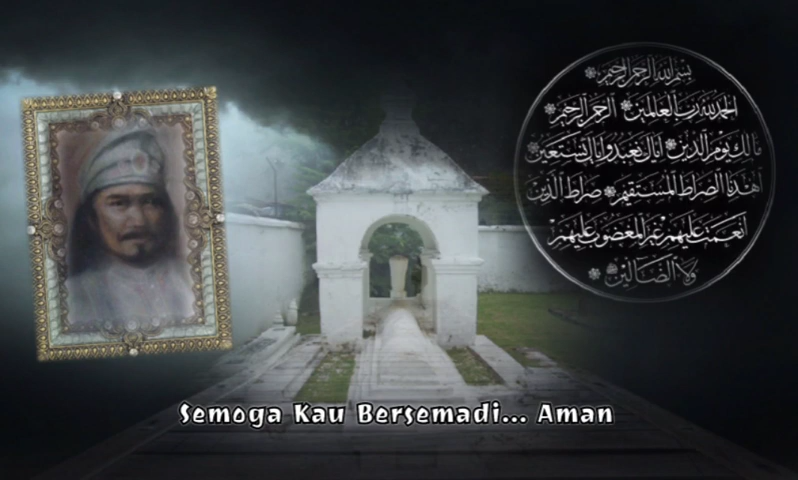 بسم الله الرحمن الرحيم
الحمد لله رب العالمين الرحمن الرحيم
مالك يوم الدين إياك نعبد وإياك نستعين
اهدنا الصراط المستقيم صراط الذين
أنعمت عليهم غير المغضوب عليهم
ولا الضالين
Semoga Kau Bersemadi... Aman